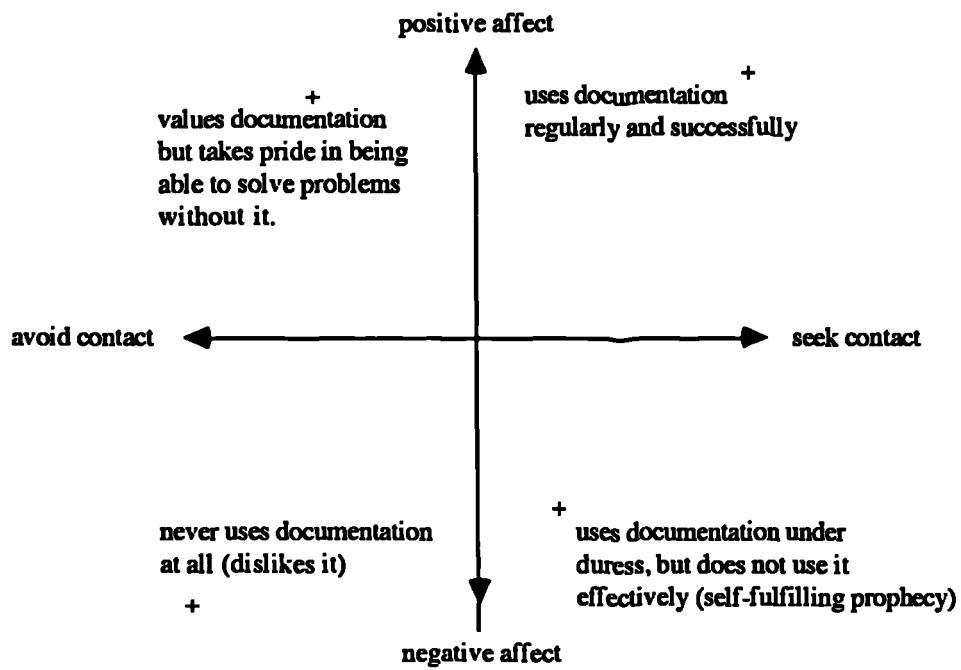 positive affect
+
uses documentation
regularly and successfully
+
values documentation
but takes pride in being
able to solve problems
without it.
avoid contact
seek contact
never uses documentation
at all (dislikes it)
+
+
uses documentation under
duress, but does not use it
effectively (self-fulfilling prophecy)
negative affect